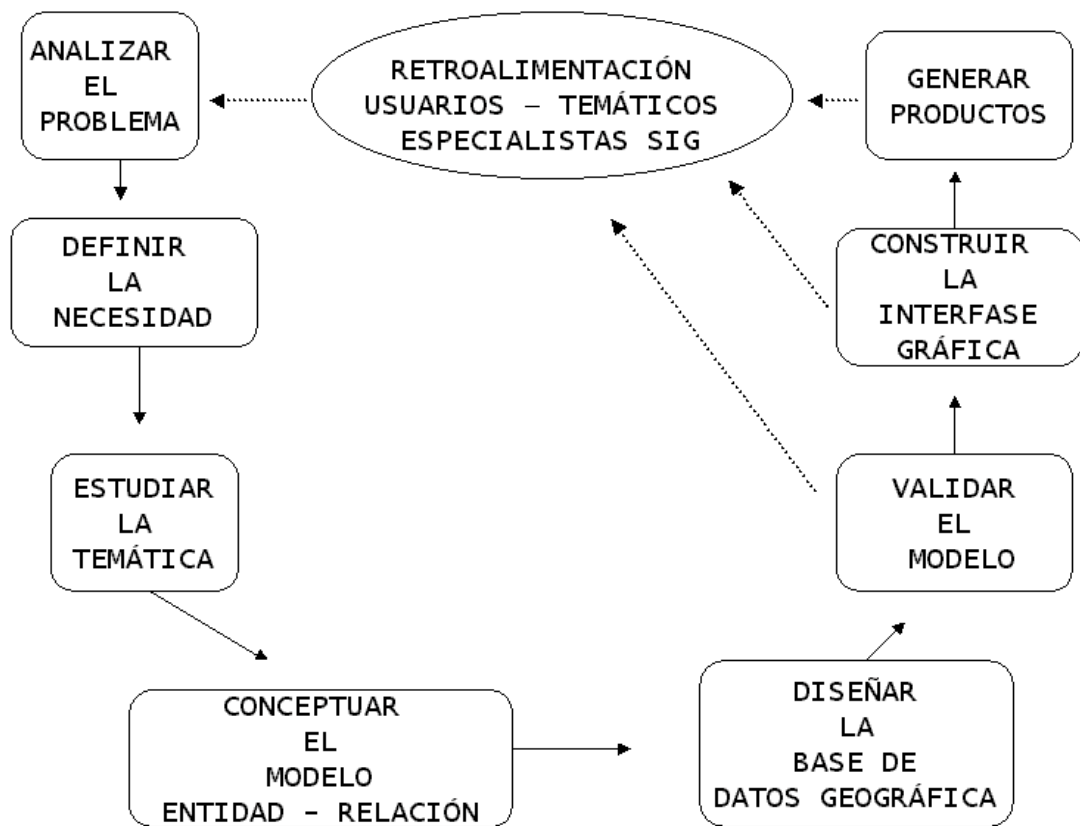 ANALIZAR
EL
PROBLEMA
RETROALIMENTACIÓN
USUARIOS – TEMÁTICOS
ESPECIALISTAS SIG
GENERAR
PRODUCTOS
DEFINIR
LA
NECESIDAD
CONSTRUIR
LA
INTERFASE
GRÁFICA
ESTUDIAR
LA
TEMÁTICA
VALIDAR
EL
MODELO
CONCEPTUAR
EL
MODELO
ENTIDAD – RELACIÓN
DISEÑAR
LA
BASE DE
DATOS GEOGRÁFICA